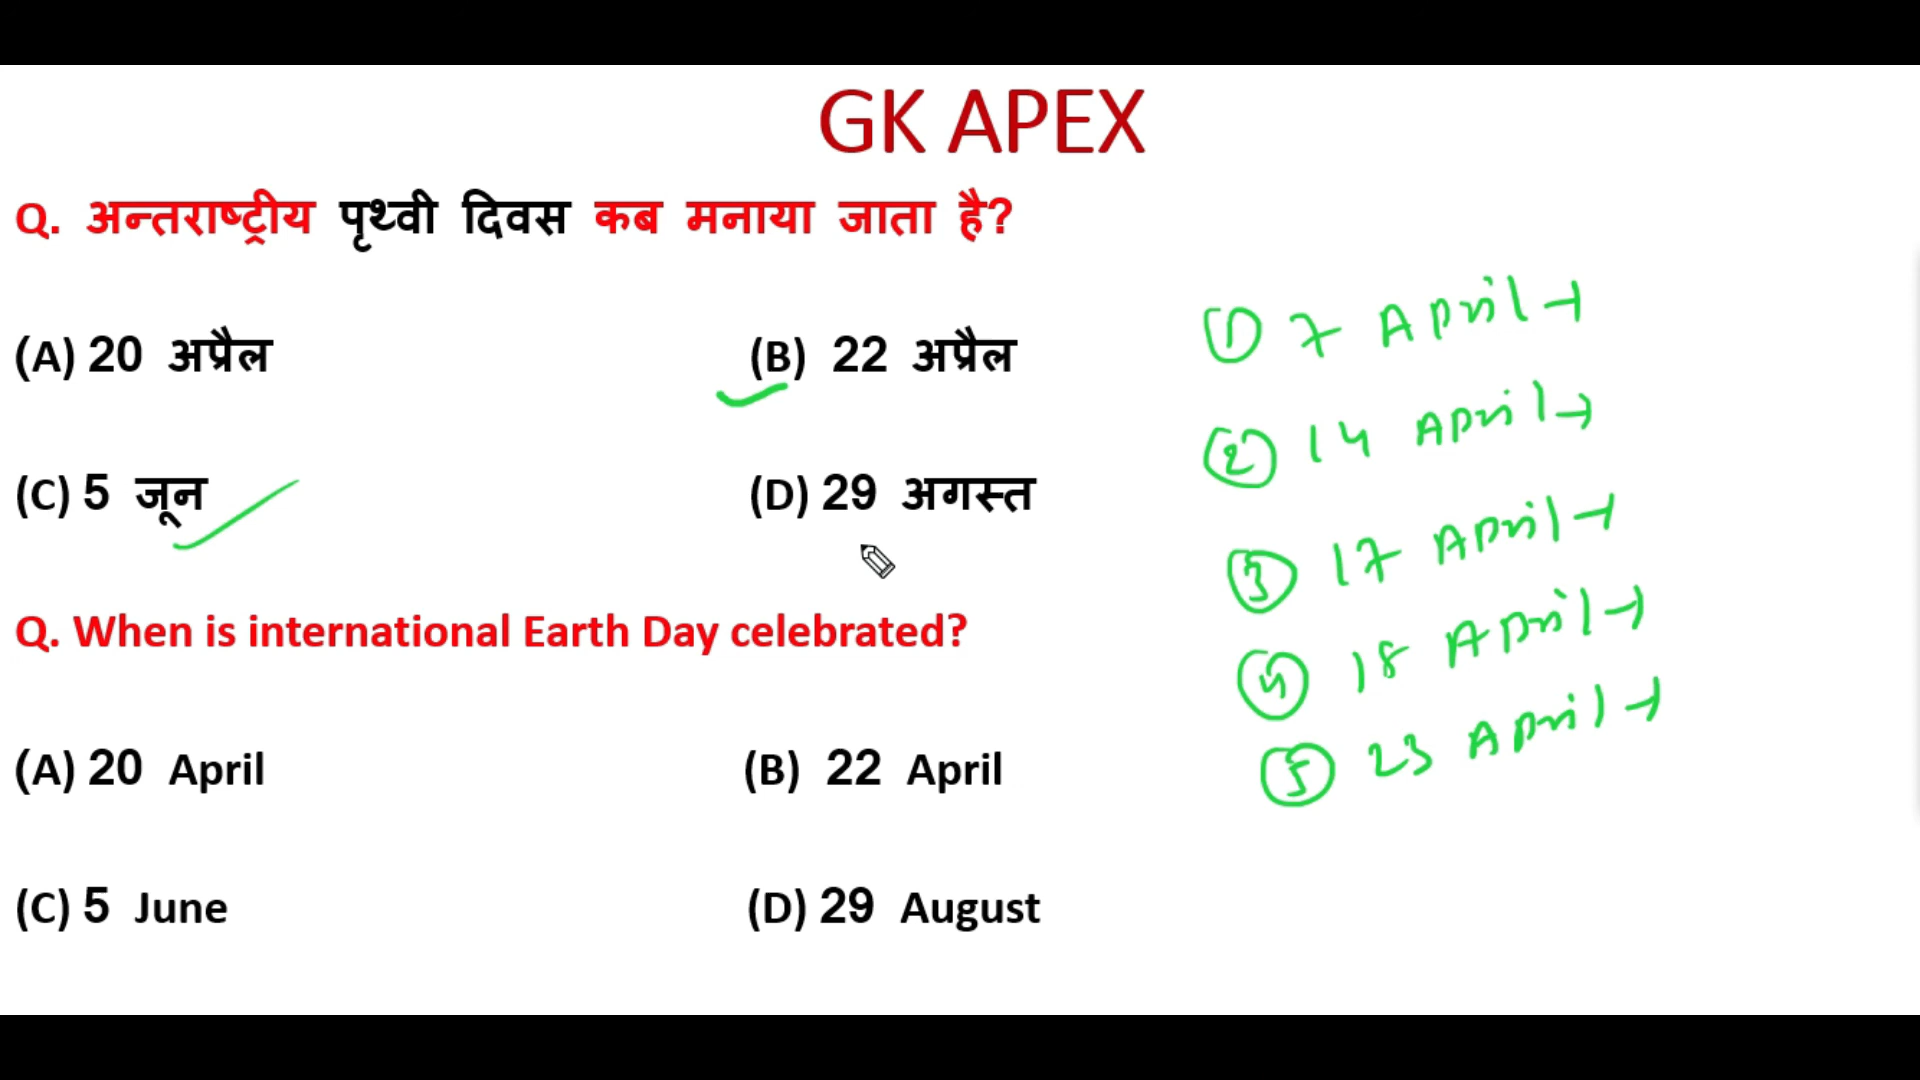 GK APEX
Q. अन्तराष्ट्रीय पृथ्वी दिवस कब मनाया जाता है?
(A) 20 अप्रैल (B) 22 अप्रैल
(C) 5 जून (D) 29 अगस्त
Q. When is international Earth Day celebrated?
(A) 20 April (B) 22 April
(C) 5 June (D) 29 August
① 7 April →
② 14 April →
③ 17 April →
④ 18 April →
⑤ 23 April →